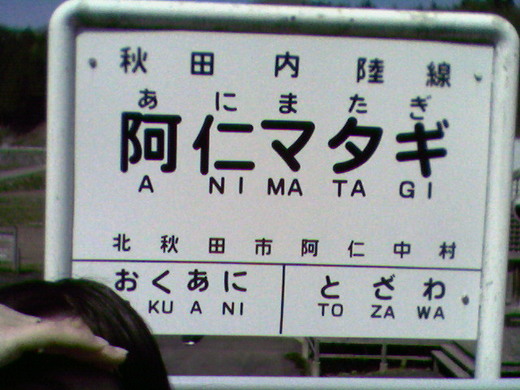 秋田内陸線
あにまたぎ
阿仁マタギ
A NI MA TA GI
北秋田市阿仁中村
おくあに とざわ
KU A NI TO ZA WA